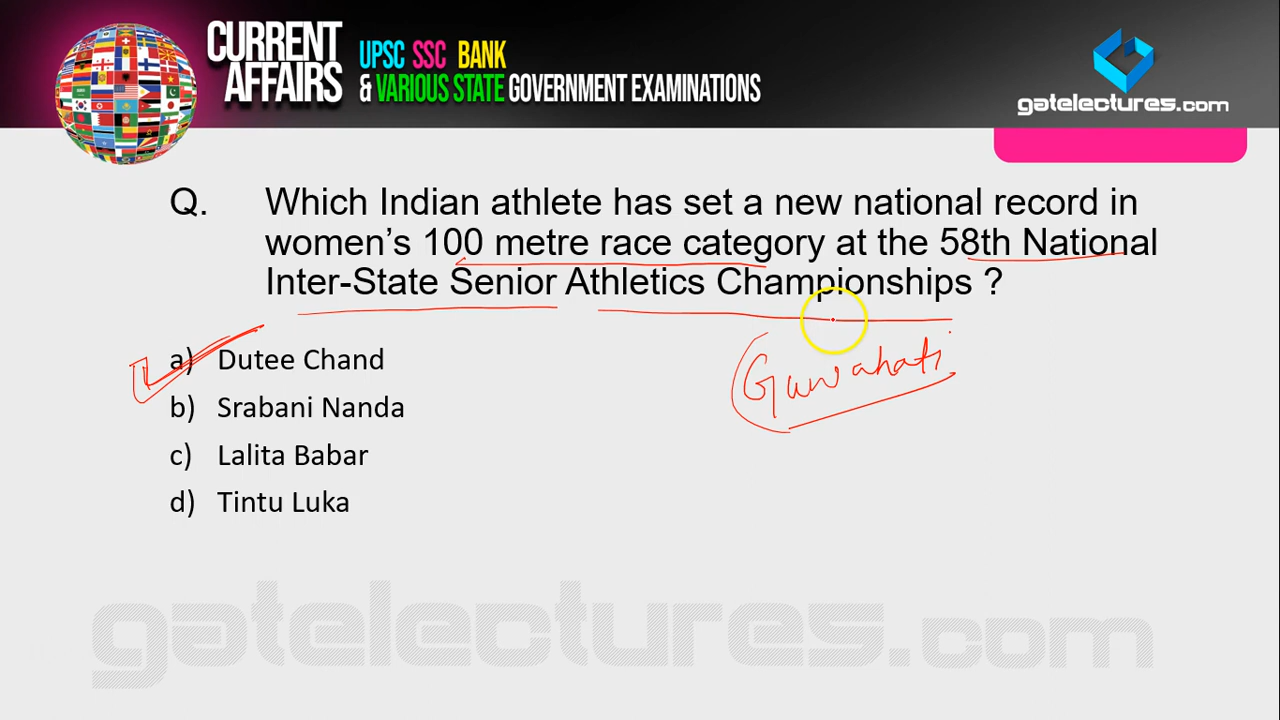 CURRENT
AFFAIRS
UPSC SSC BANK
& VARIOUS STATE GOVERNMENT EXAMINATIONS
gatelectures.com
Q. Which Indian athlete has set a new national record in
women’s 100 metre race category at the 58th National
Inter-State Senior Athletics Championships ?
a) Dutee Chand
b) Srabani Nanda
c) Lalita Babar
d) Tintu Luka
Guwahati
gatelectures.com